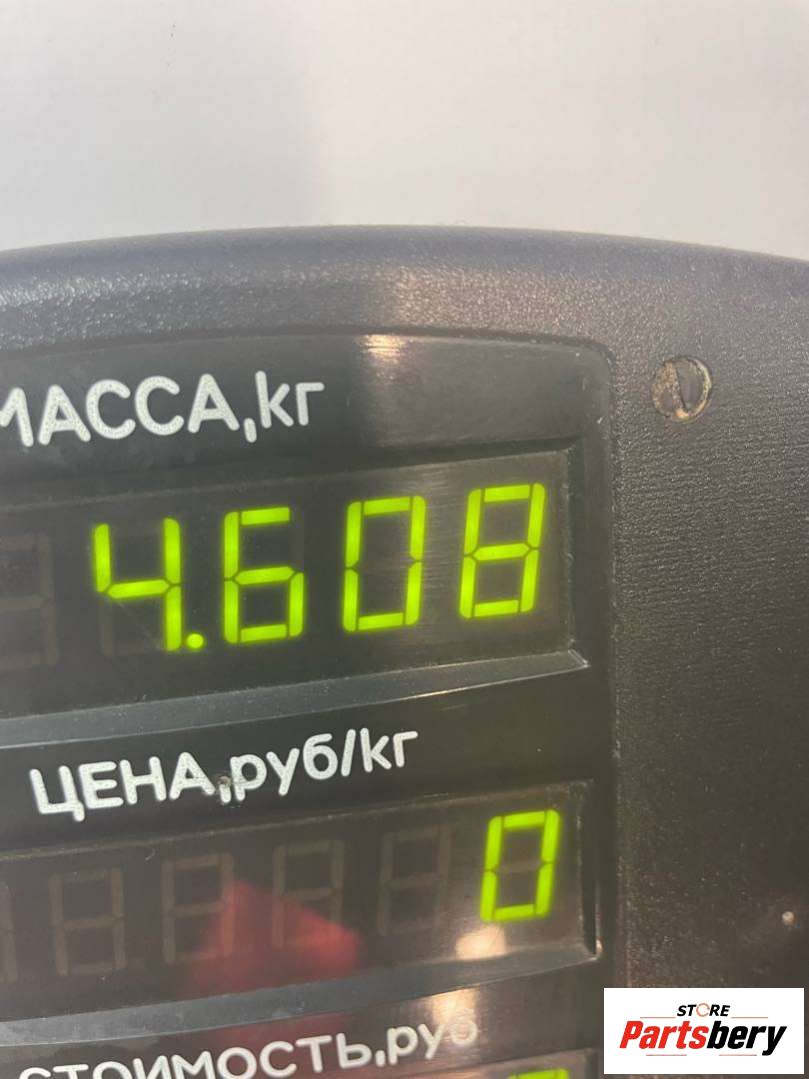 МАССА,кг
4.608
ЦЕНА,руб/кг
0
СТОИМОСТЬ,руб
STORE
Partsbery